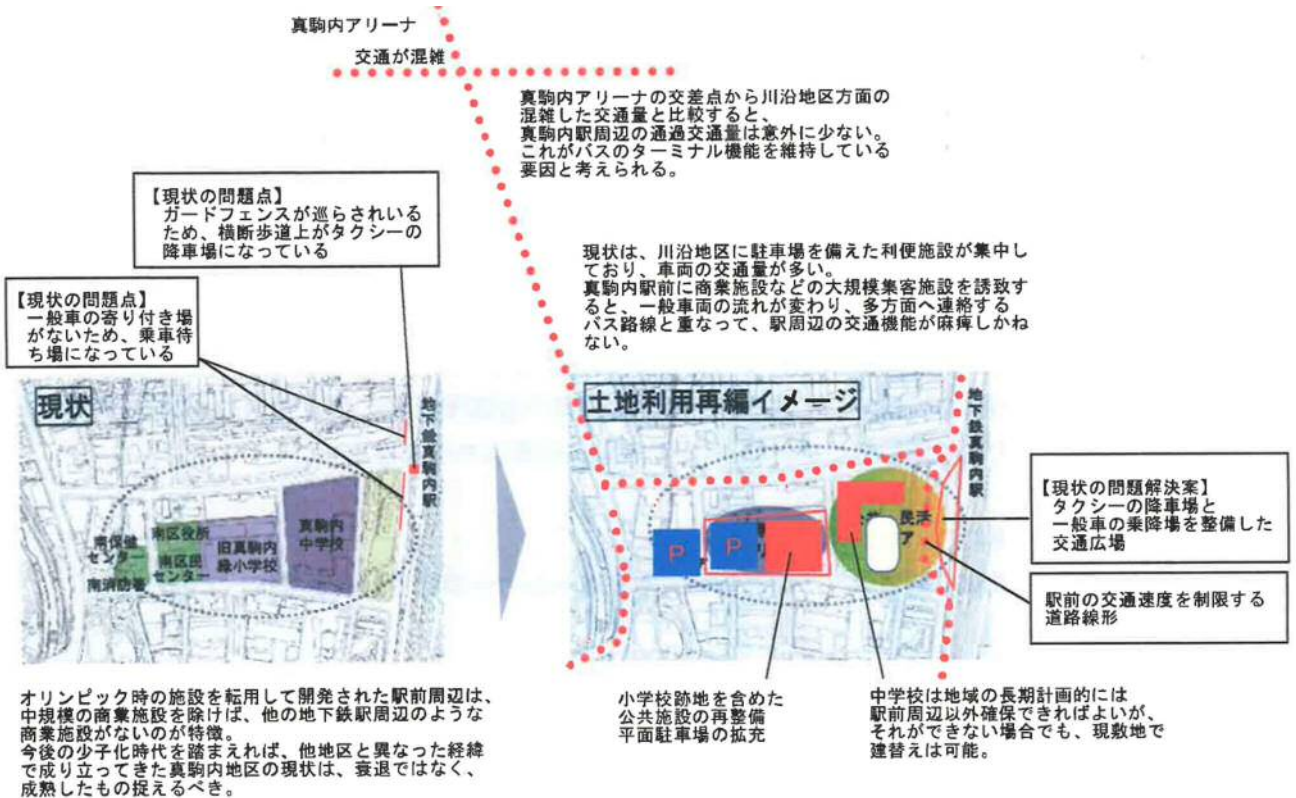 真駒内アリーナ
交通が混雑
真駒内アリーナの交差点から川沿地区方面の
混雑した交通量と比較すると、
真駒内駅周辺の通過交通量は意外に少ない。
これがバスのターミナル機能を維持している
要因と考えられる。
【現状の問題点】
ガードフェンスが巡らされいる
ため、横断歩道上がタクシーの
降車場になっている
現状は、川沿地区に駐車場を備えた利便施設が集中し
ており、車両の交通量が多い。
真駒内駅前に商業施設などの大規模集客施設を誘致す
ると、一般車両の流れが変わり、多方面へ連絡する
バス路線と重なって、駅周辺の交通機能が麻痺しかね
ない。
【現状の問題点】
一般車の寄り付き場
がないため、乗車待
ち場になっている
現状
地下鉄真駒内駅
南区役所
南保健
センター
南区民
センター
南消防署
旧真駒内
緑小学校
真駒内
中学校
土地利用再編イメージ
地下鉄真駒内駅
P
P
民活
ア
【現状の問題解決案】
タクシーの降車場と
一般車の乗降場を整備した
交通広場
駅前の交通速度を制限する
道路線形
オリンピック時の施設を転用して開発された駅前周辺は、
中規模の商業施設を除けば、他の地下鉄駅周辺のような
商業施設がないのが特徴。
今後の少子化時代を踏まえれば、他地区と異なった経緯
で成り立ってきた真駒内地区の現状は、衰退ではなく、
成熟したもの捉えるべき。
小学校跡地を含めた
公共施設の再整備
平面駐車場の拡充
中学校は地域の長期計画的には
駅前周辺以外確保できればよいが、
それができない場合でも、現敷地で
建替えは可能。